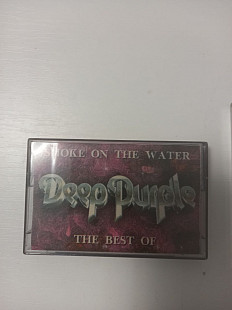 SMOKE ON THE WATER
Deep Purple
THE BEST OF